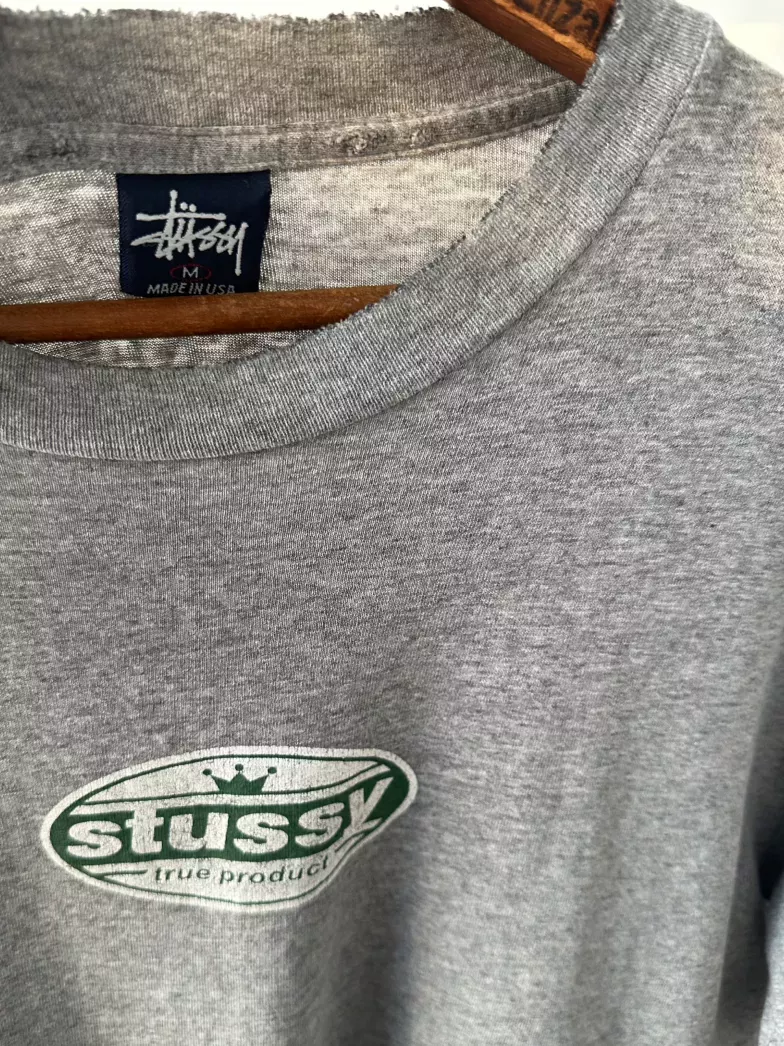 Stüssy
M
MADE IN USA
stussy
true product